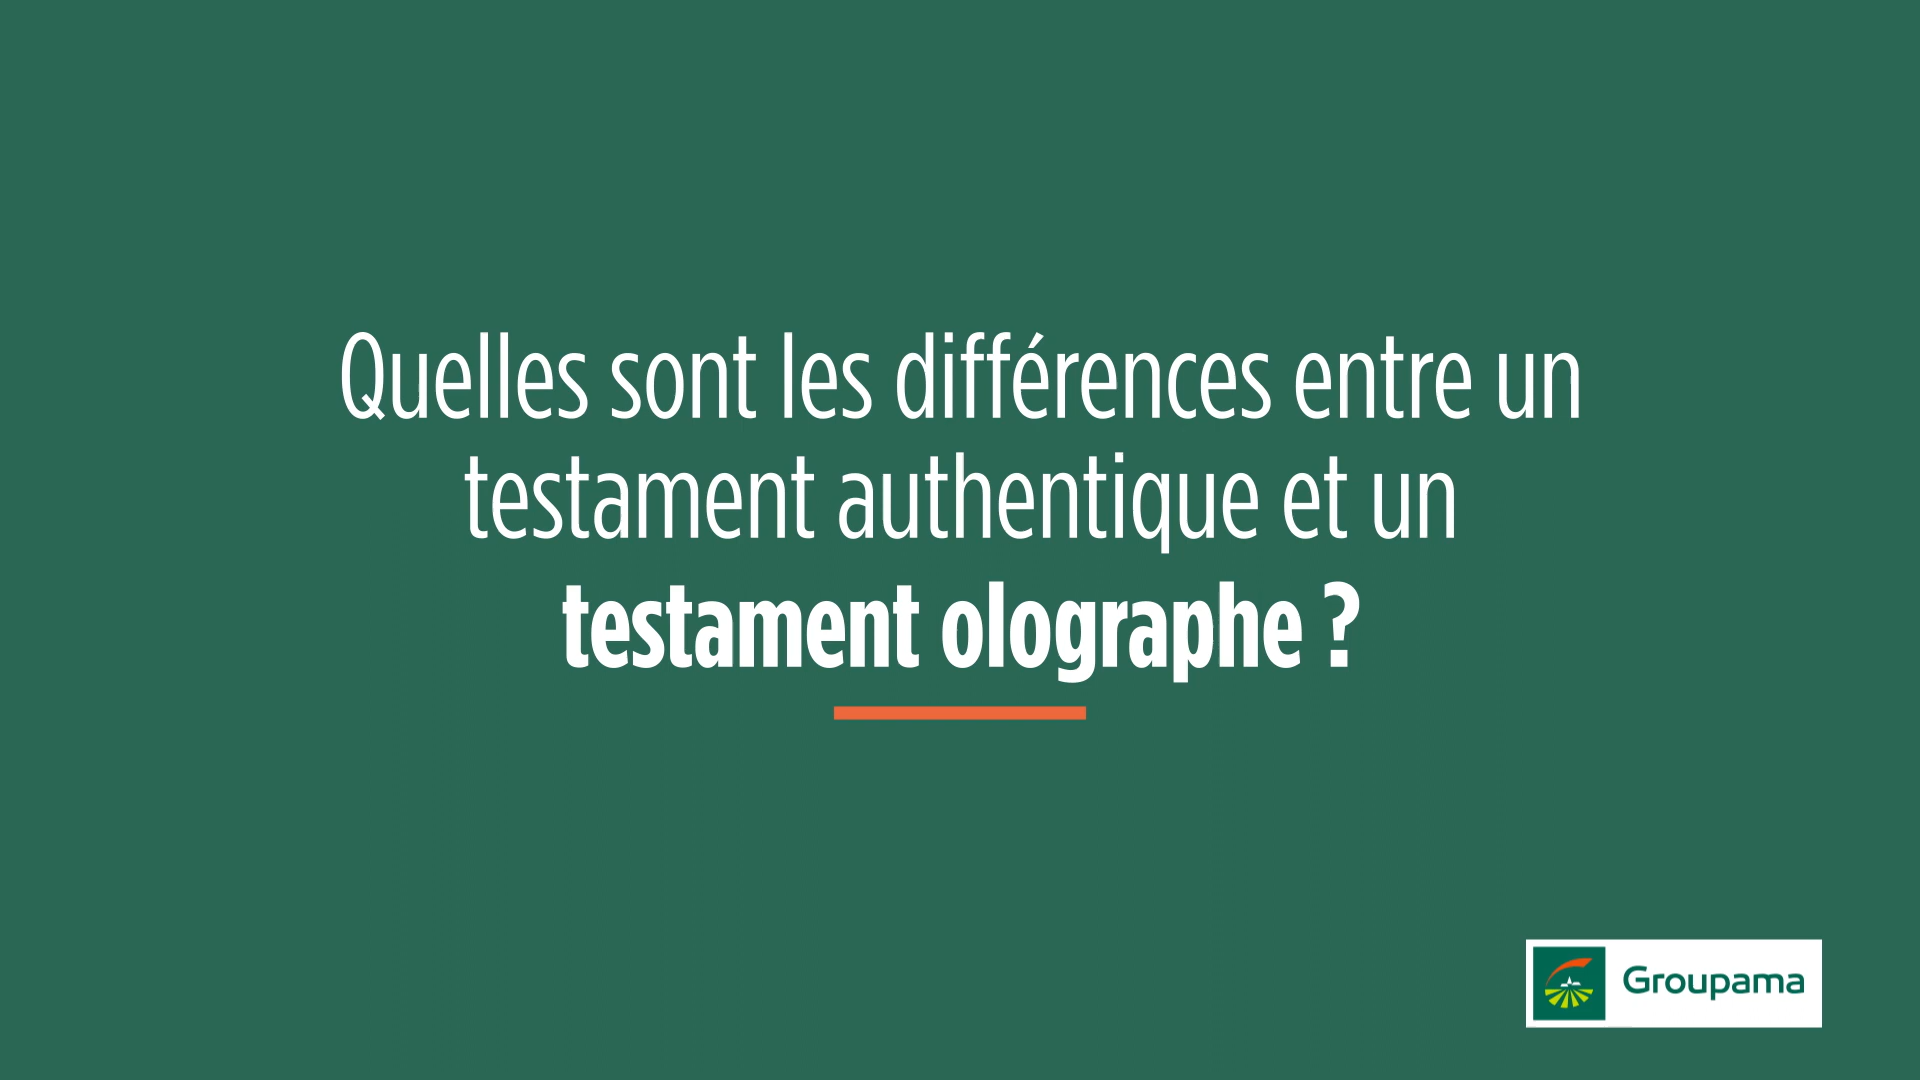 Quelles sont les différences entre un
testament authentique et un
testament olographe ?
Groupama